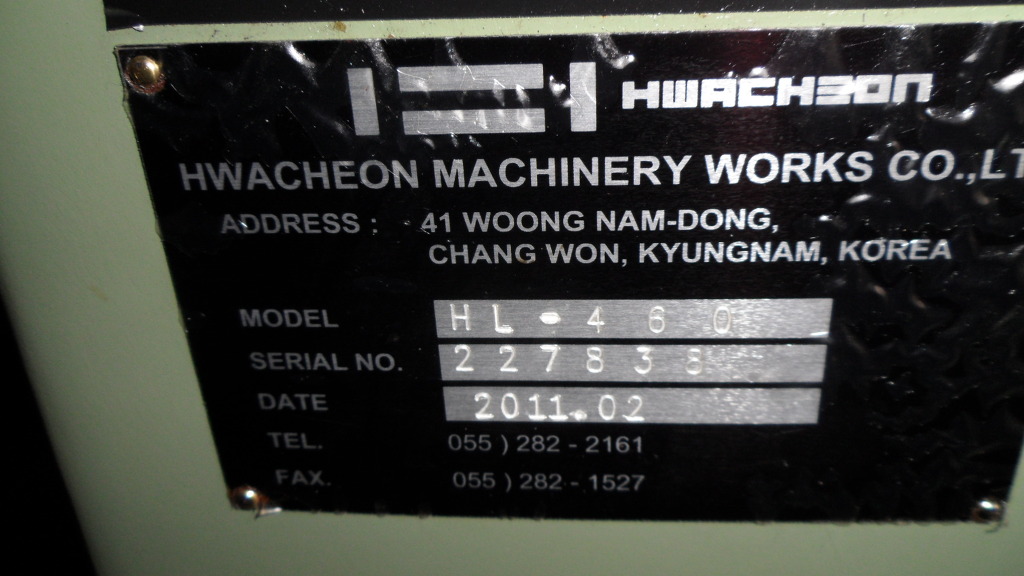 HWACHEON
HWACHEON MACHINERY WORKS CO.,LT
ADDRESS : 41 WOONG NAM-DONG,
CHANG WON, KYUNGNAM, KOREA
MODEL HL-460
SERIAL NO. 227838
DATE 2011.02
TEL. 055 ) 282 - 2161
FAX. 055 ) 282 - 1527